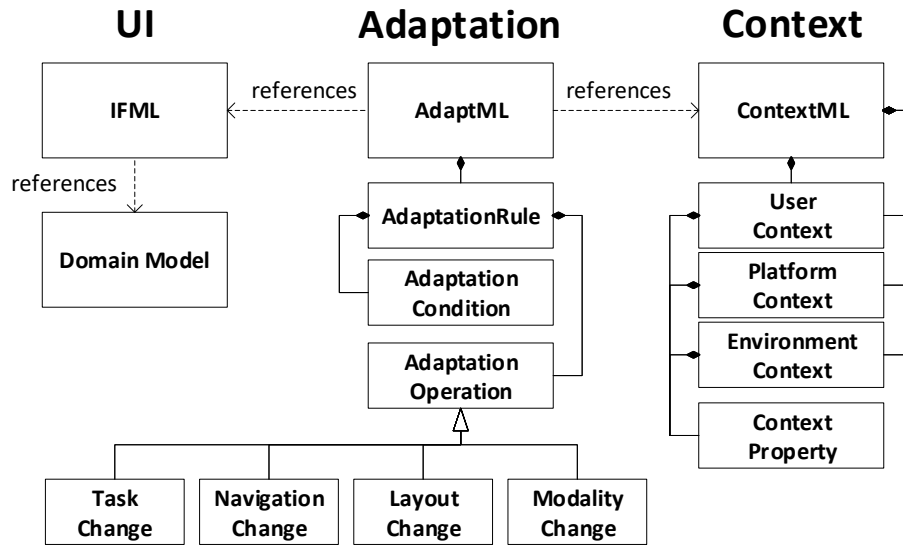 UI
Adaptation
Context
IFML
references
AdaptML
references
ContextML
references
Domain Model
AdaptationRule
Adaptation
Condition
Adaptation
Operation
User
Context
Platform
Context
Environment
Context
Context
Property
Task
Change
Navigation
Change
Layout
Change
Modality
Change